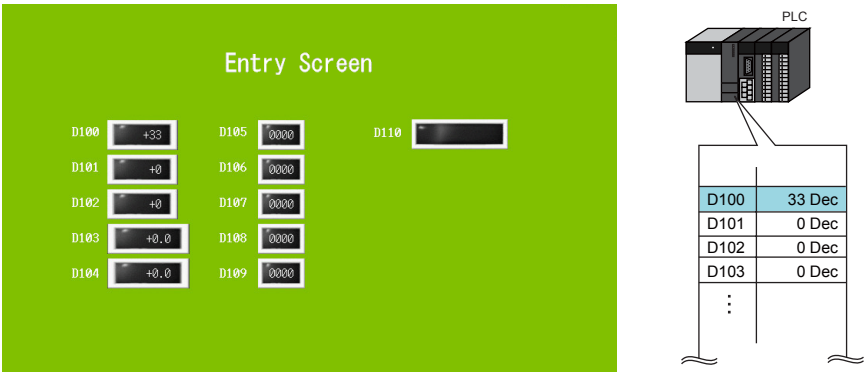 Entry Screen
D100 +33 D105 0000 D110
D101 +0 D106 0000
D102 +0 D107 0000
D103 +0.0 D108 0000
D104 +0.0 D109 0000
PLC
D100 33 Dec
D101 0 Dec
D102 0 Dec
D103 0 Dec
⋮